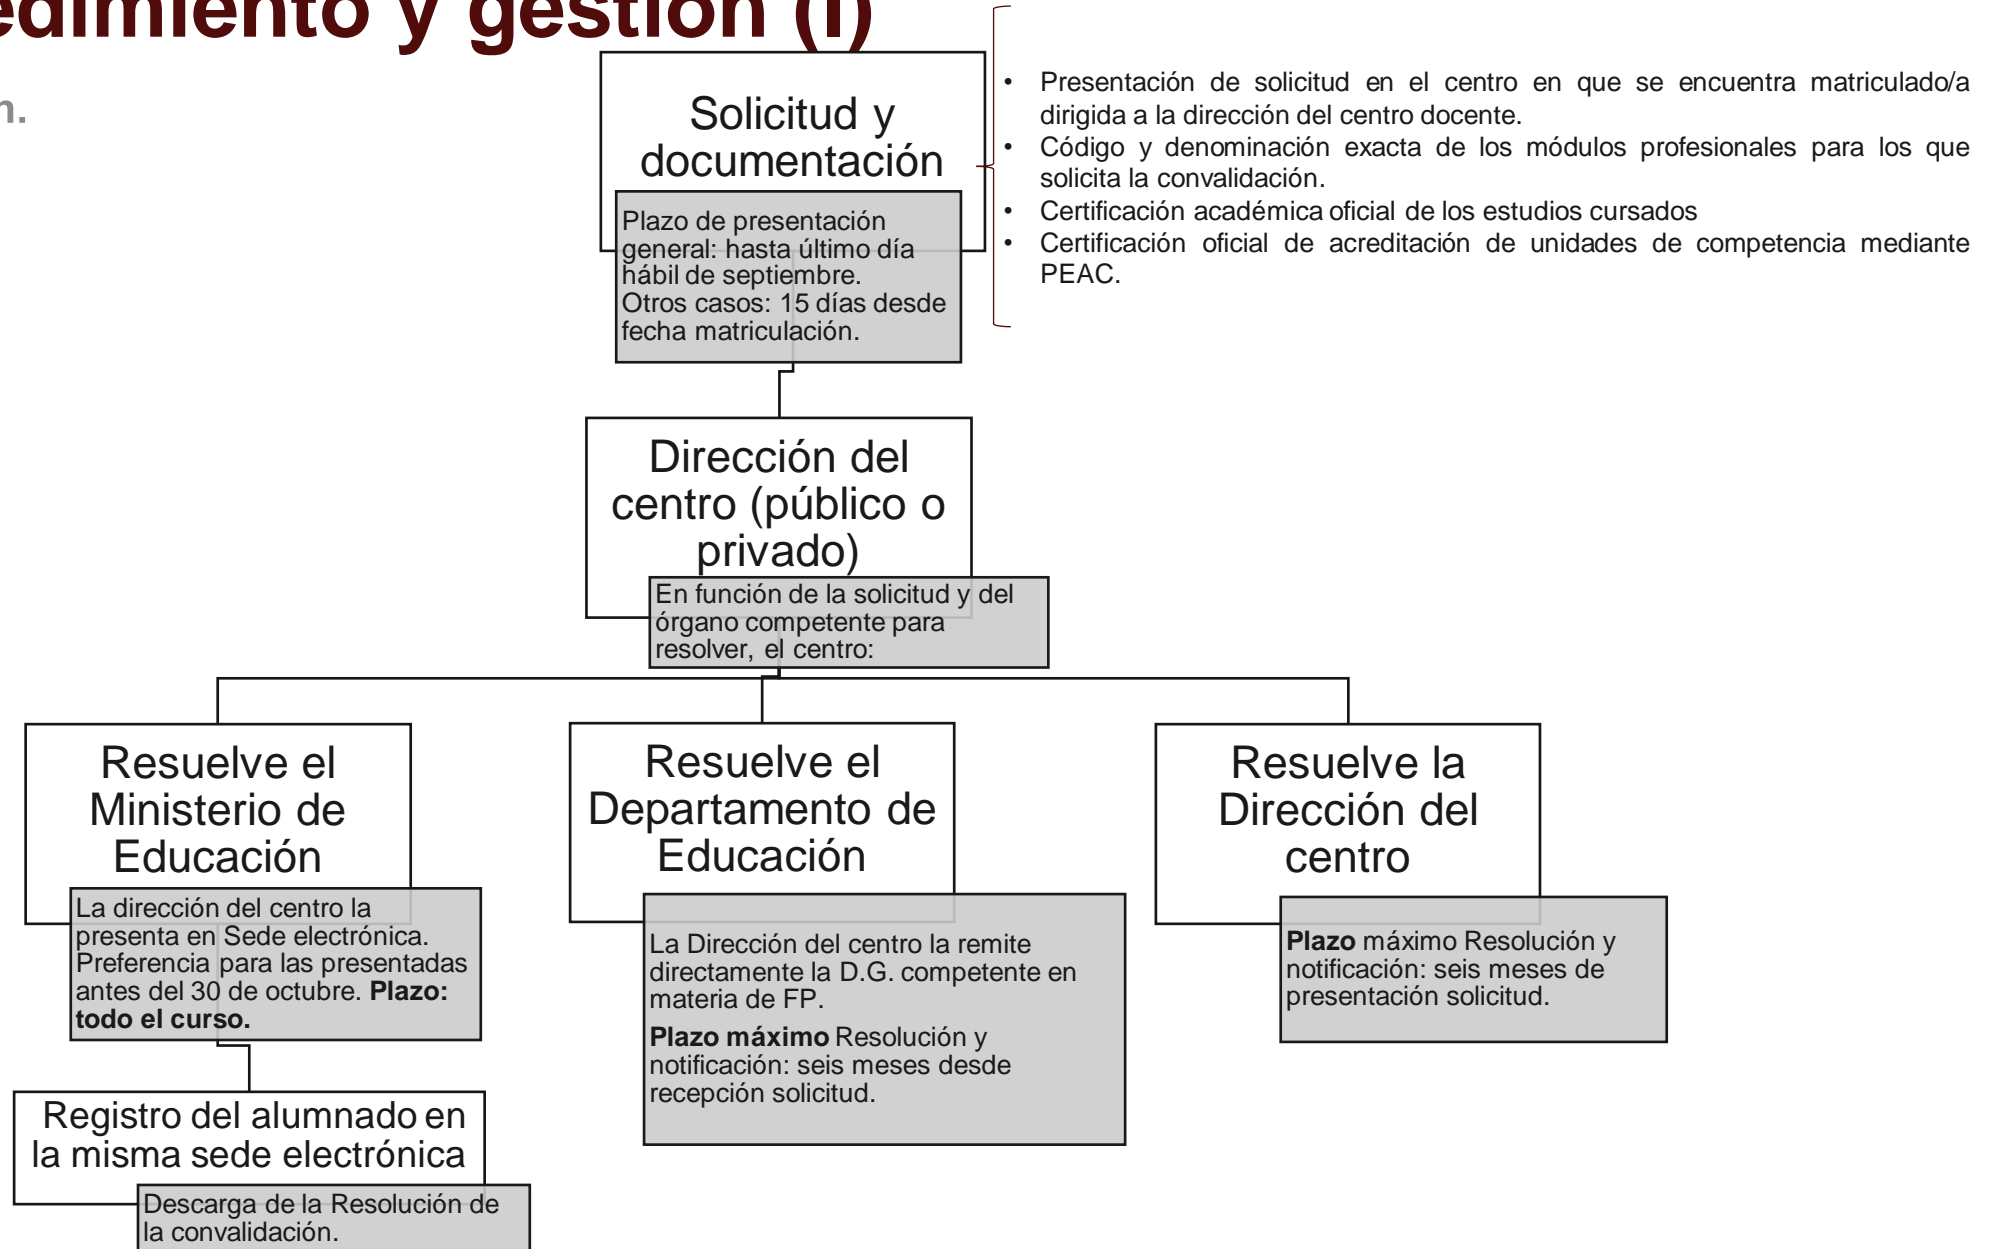 edimiento y gestión (I)
n.
Solicitud y
documentación
Plazo de presentación
general: hasta último día
hábil de septiembre.
Otros casos: 15 días desde
fecha matriculación.
• Presentación de solicitud en el centro en que se encuentra matriculado/a
dirigida a la dirección del centro docente.
• Código y denominación exacta de los módulos profesionales para los que
solicita la convalidación.
• Certificación académica oficial de los estudios cursados
• Certificación oficial de acreditación de unidades de competencia mediante
PEAC.
Dirección del
centro (público o
privado)
En función de la solicitud y del
órgano competente para
resolver, el centro:
Resuelve el
Ministerio de
Educación
La dirección del centro la
presenta en Sede electrónica.
Preferencia para las presentadas
antes del 30 de octubre. Plazo:
todo el curso.
Registro del alumnado en
la misma sede electrónica
Descarga de la Resolución de
la convalidación.
Resuelve el
Departamento de
Educación
La Dirección del centro la remite
directamente la D.G. competente en
materia de FP.
Plazo máximo Resolución y
notificación: seis meses desde
recepción solicitud.
Resuelve la
Dirección del
centro
Plazo máximo Resolución y
notificación: seis meses de
presentación solicitud.